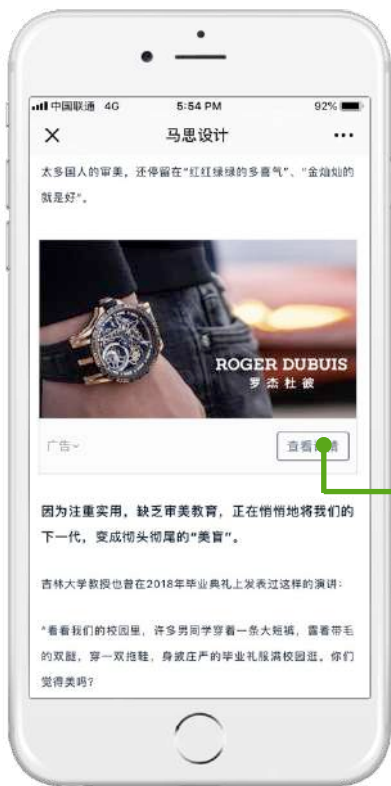 中国联通 4G 5:54 PM 92%
马思设计
太多国人的审美，还停留在“红红绿绿的多喜气”、“金灿灿的
就是好”。
ROGER DUBUIS
罗杰杜彼
广告
查看详情
因为注重实用，缺乏审美教育，正在悄悄地将我们的
下一代，变成彻头彻尾的“美盲”。
吉林大学教授也曾在2018年毕业典礼上发表过这样的演讲：
“看看我们的校园里，许多男同学穿着一条大短裤，露着带毛
的双腿，穿一双拖鞋，身披庄严的毕业礼服满校园逛。你们
觉得美吗？